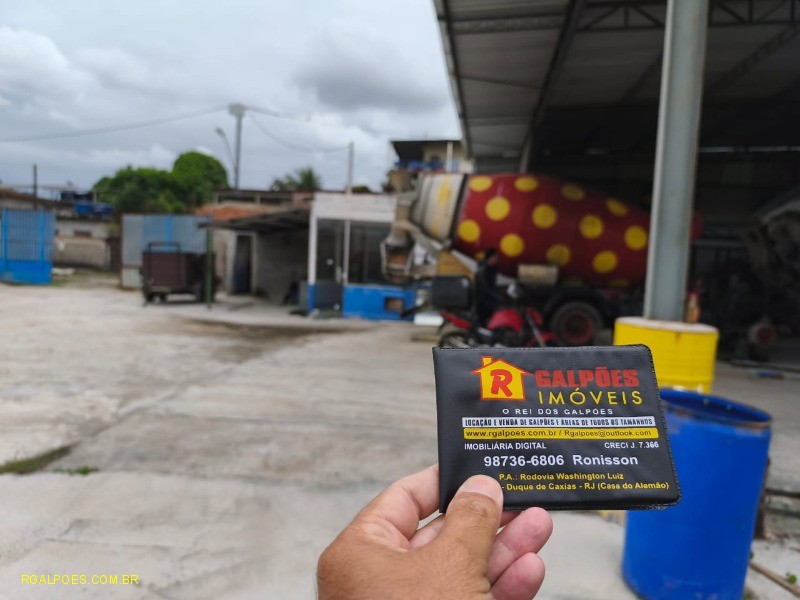 R GALPÕES
IMÓVEIS
O REI DOS GALPÕES
LOCAÇÃO E VENDA DE GALPÕES E ÁREAS DE TODOS OS TAMANHOS
www.rgalpoes.com.br / Rgalpoes@outlook.com
IMOBILIÁRIA DIGITAL CRECI J. 7.366
98736-6806 Ronisson
P.A.: Rodovia Washington Luiz
- Duque de Caxias - RJ (Casa do Alemão)
RGALPOES.COM.BR